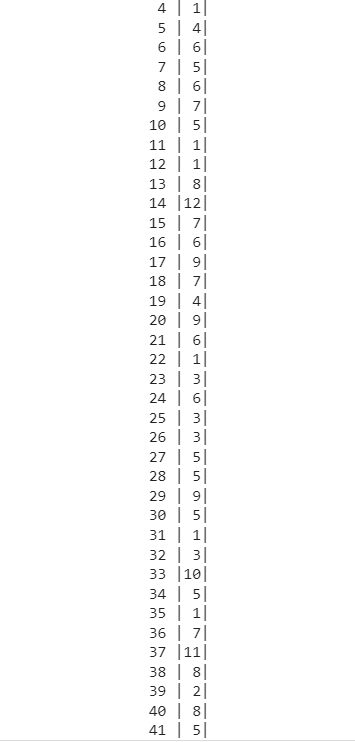 4 | 1|
5 | 4|
6 | 6|
7 | 5|
8 | 6|
9 | 7|
10 | 5|
11 | 1|
12 | 1|
13 | 8|
14 |12|
15 | 7|
16 | 6|
17 | 9|
18 | 7|
19 | 4|
20 | 9|
21 | 6|
22 | 1|
23 | 3|
24 | 6|
25 | 3|
26 | 3|
27 | 5|
28 | 5|
29 | 9|
30 | 5|
31 | 1|
32 | 3|
33 |10|
34 | 5|
35 | 1|
36 | 7|
37 |11|
38 | 8|
39 | 2|
40 | 8|
41 | 5|